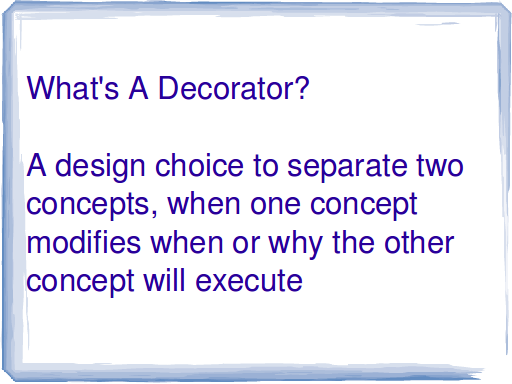 What's A Decorator?
A design choice to separate two
concepts, when one concept
modifies when or why the other
concept will execute